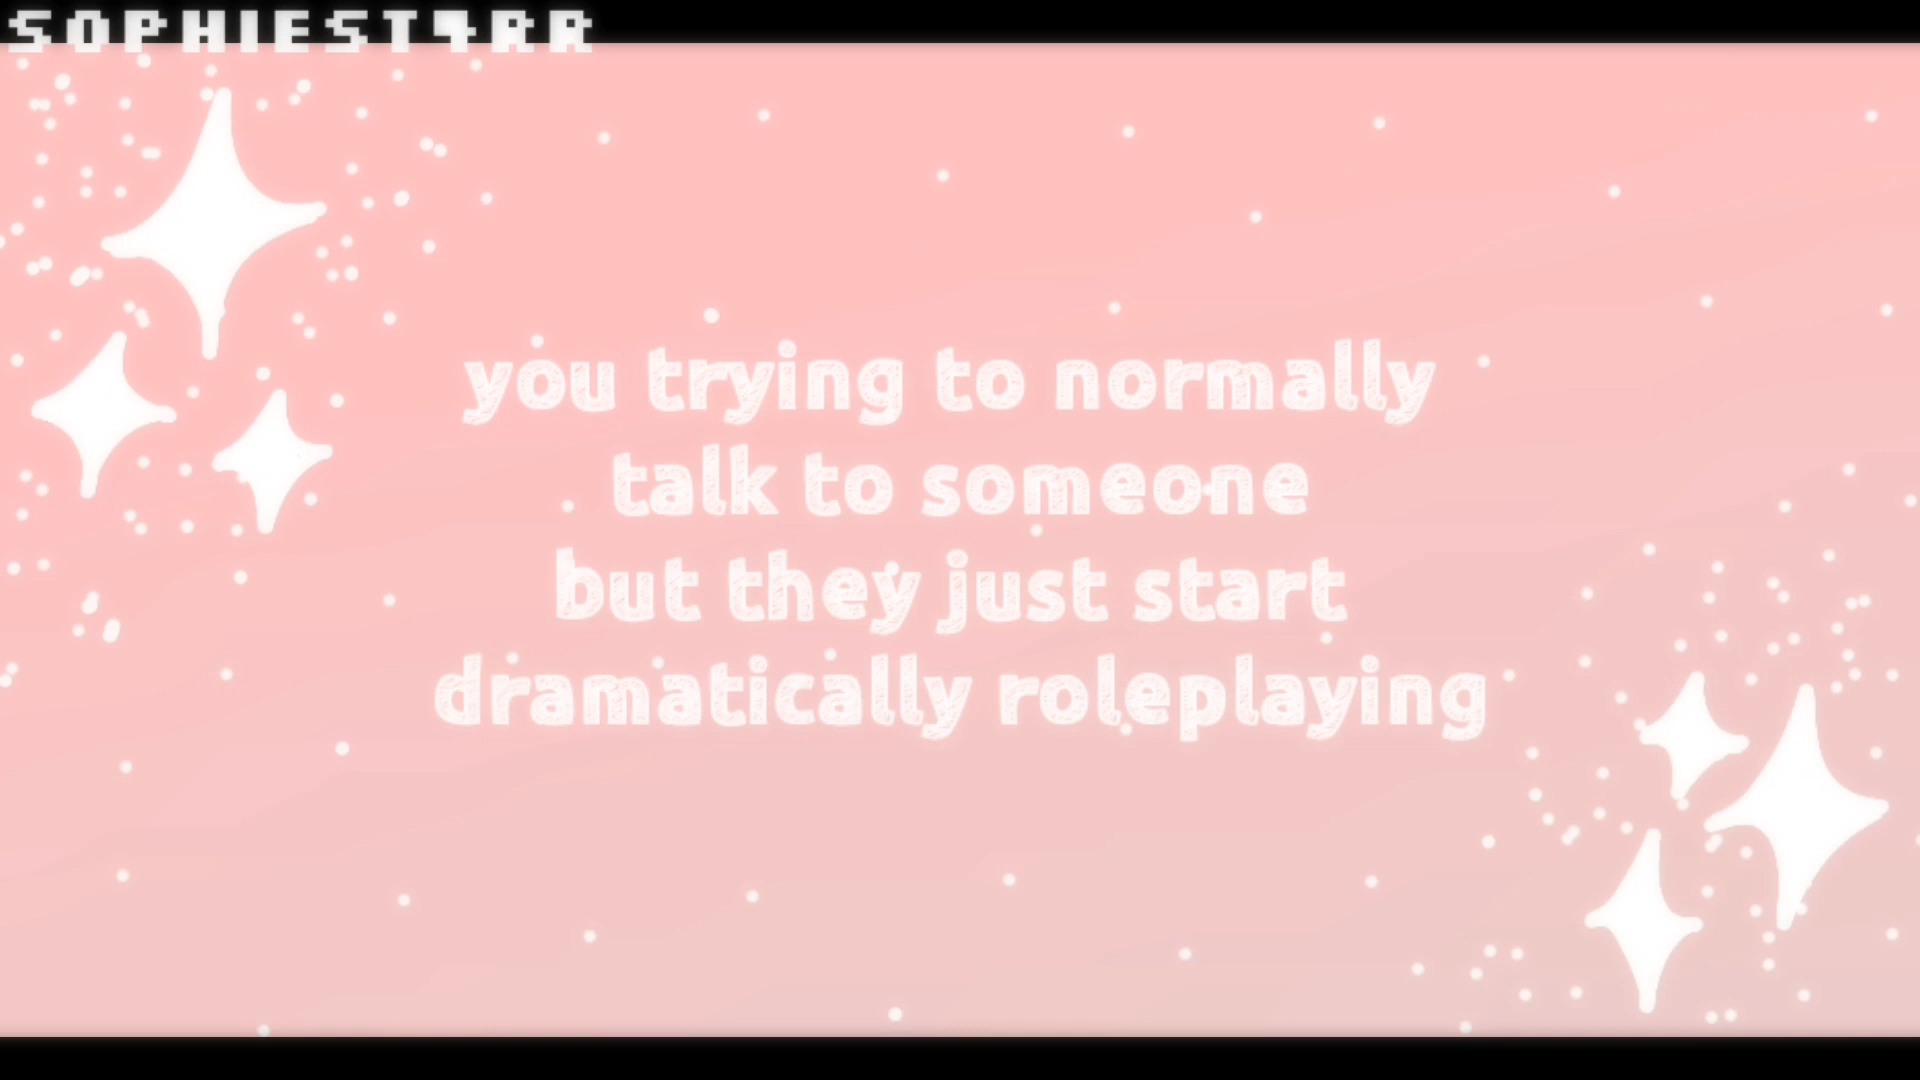 SOPHIEST4RR
you trying to normally
talk to someone
but they just start
dramatically roleplaying